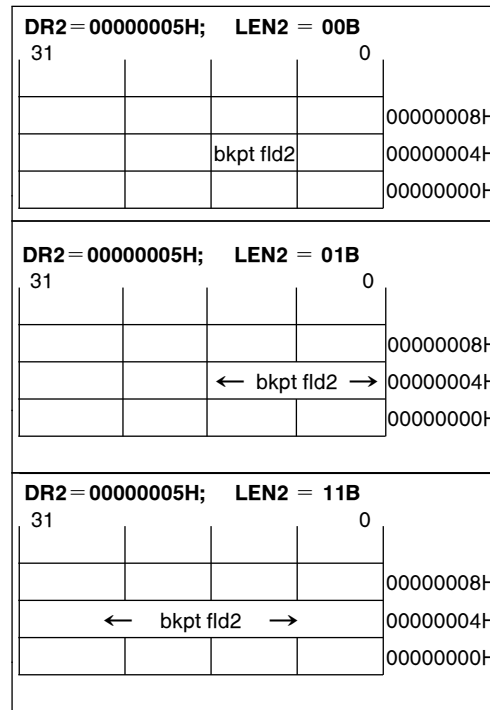 DR2=00000005H; LEN2 = 00B
31 0
00000008H
bkpt fld2 00000004H
00000000H
DR2=00000005H; LEN2 = 01B
31 0
00000008H
← bkpt fld2 → 00000004H
00000000H
DR2=00000005H; LEN2 = 11B
31 0
00000008H
← bkpt fld2 → 00000004H
00000000H